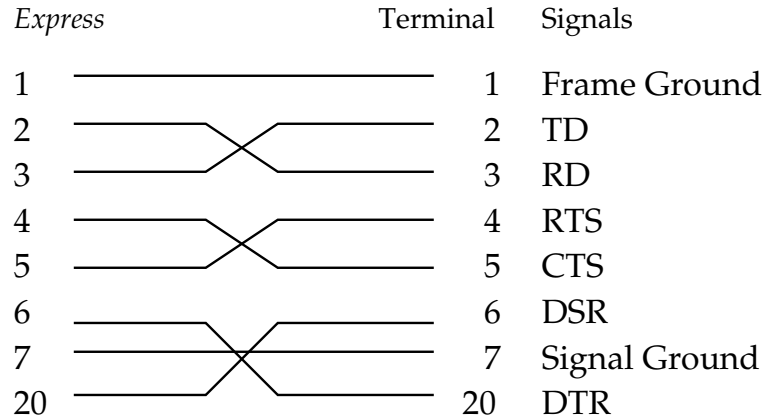 Express Terminal Signals
1 1 Frame Ground
2 2 TD
3 3 RD
4 4 RTS
5 5 CTS
6 6 DSR
7 7 Signal Ground
20 20 DTR